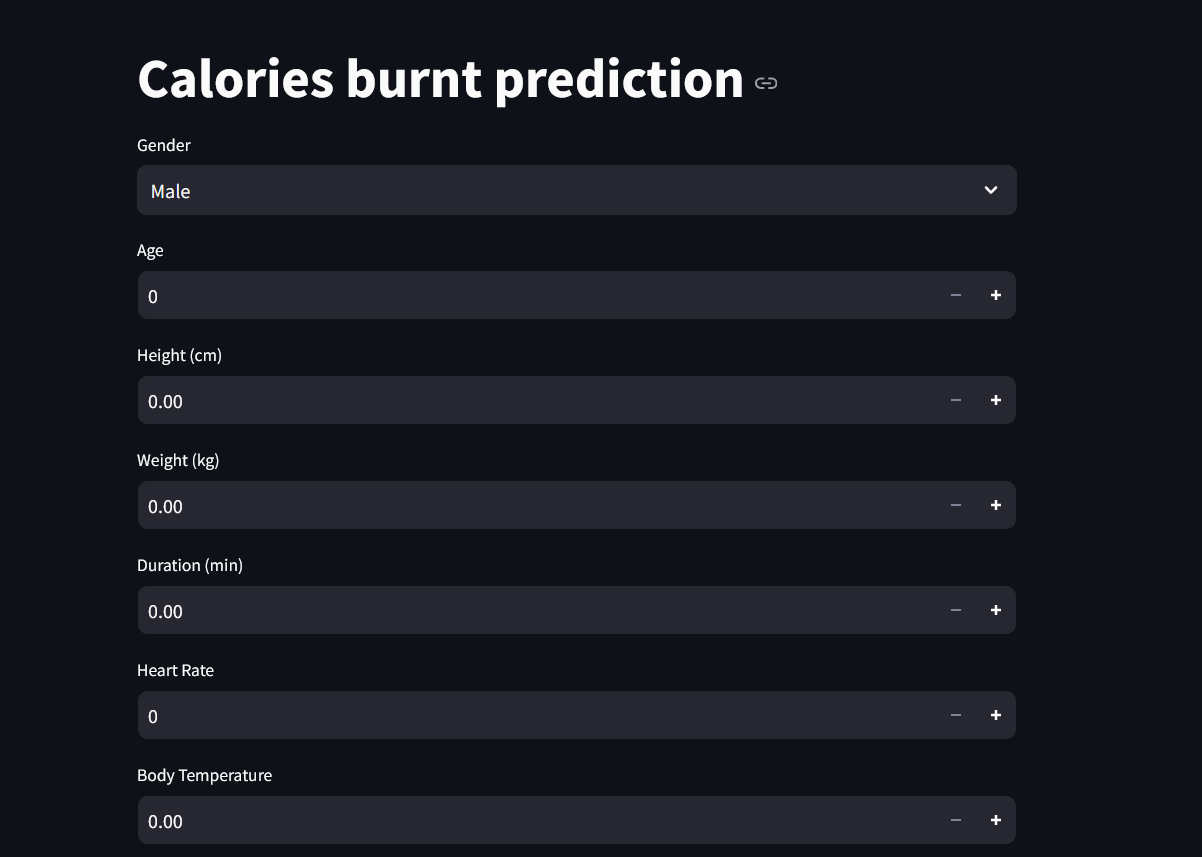 Calories burnt prediction
Gender
Male
Age
0
Height (cm)
0.00
Weight (kg)
0.00
Duration (min)
0.00
Heart Rate
0
Body Temperature
0.00